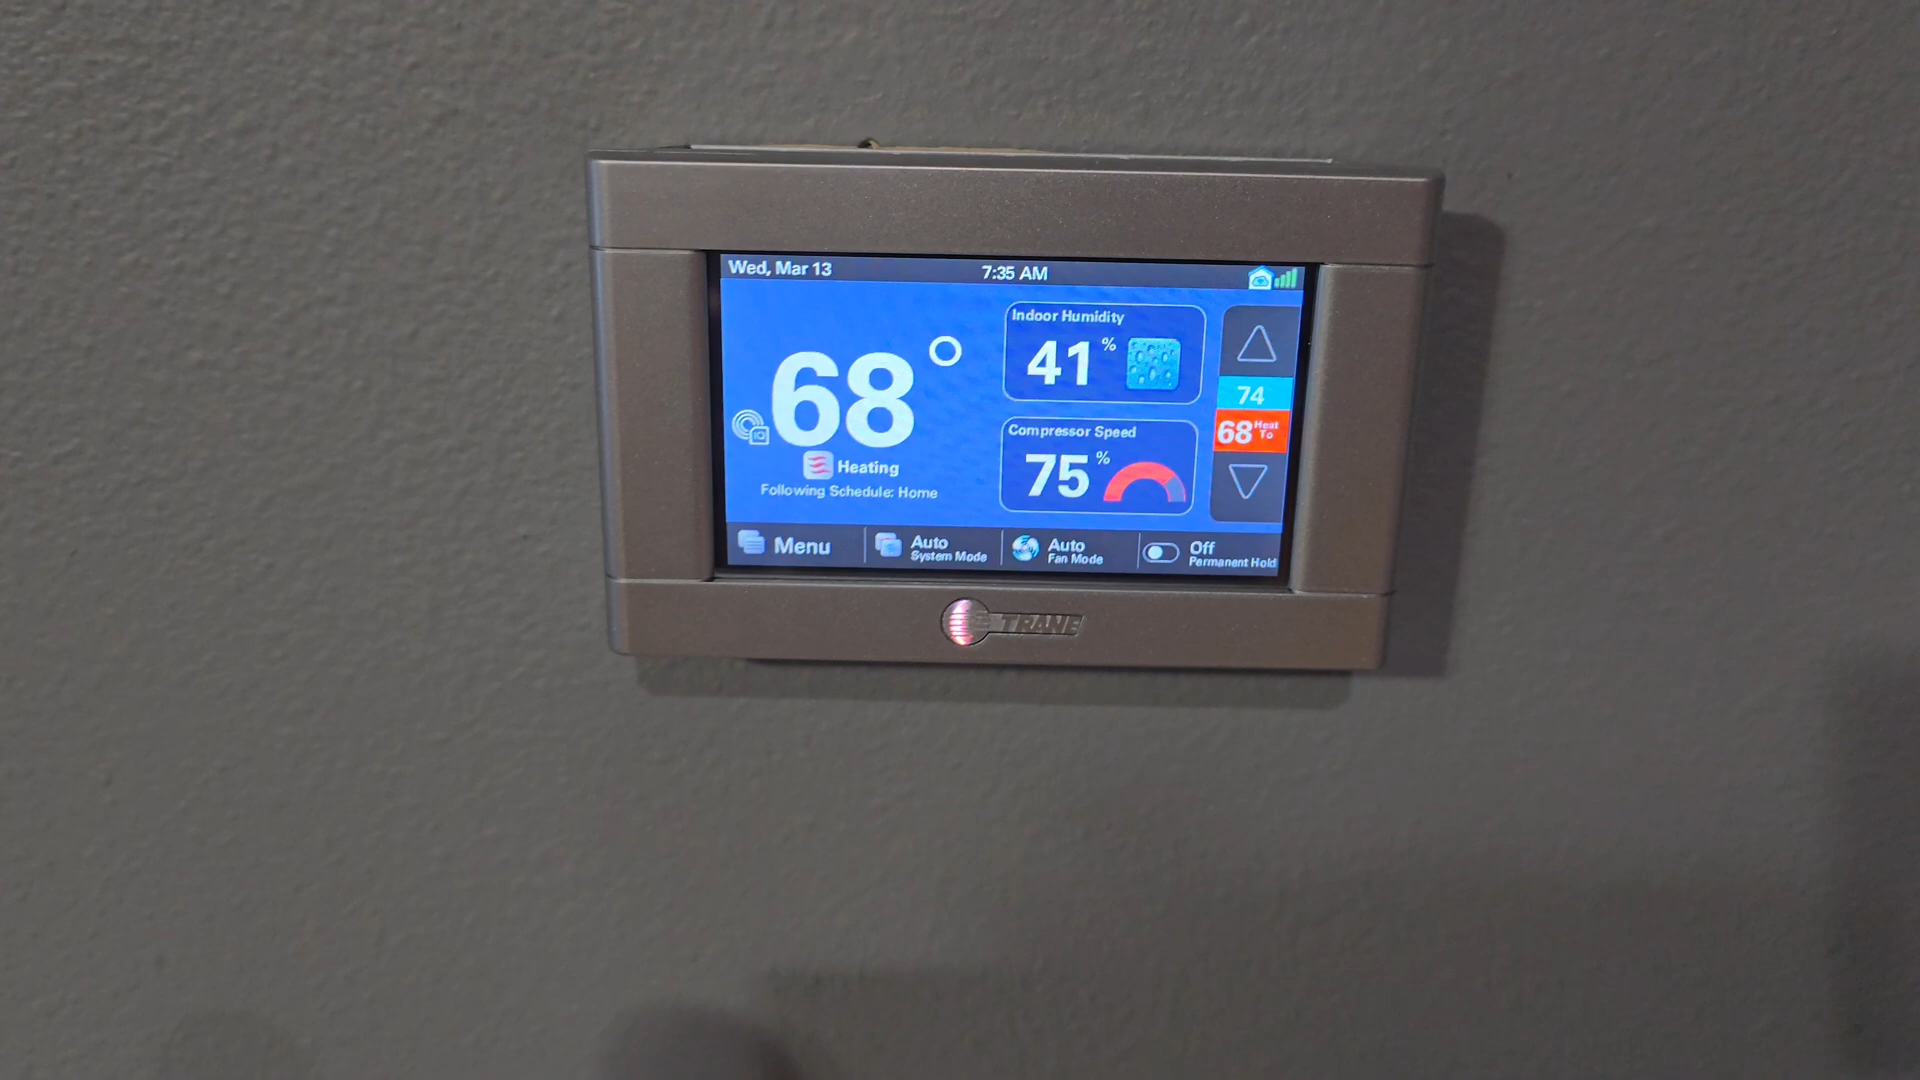 Wed, Mar 13
7:35 AM
68°
Heating
Following Schedule: Home
Indoor Humidity
41%
Compressor Speed
75%
74
68 Heat To
Menu
Auto
System Mode
Auto
Fan Mode
Off
Permanent Hold
TRANE